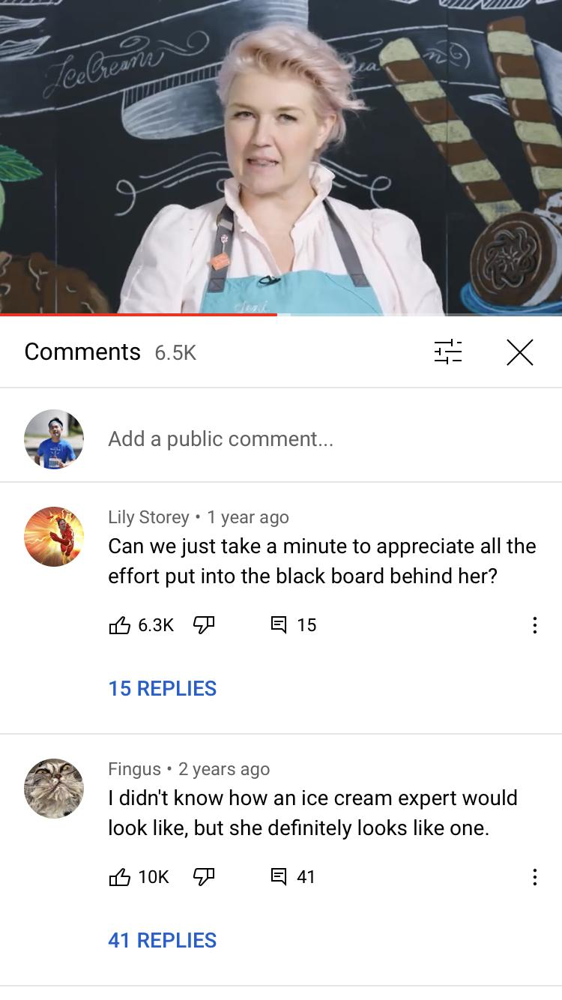 IceCream
Jeni
Comments 6.5K
Add a public comment...
Lily Storey • 1 year ago
Can we just take a minute to appreciate all the
effort put into the black board behind her?
6.3K 15
15 REPLIES
Fingus • 2 years ago
I didn't know how an ice cream expert would
look like, but she definitely looks like one.
10K 41
41 REPLIES